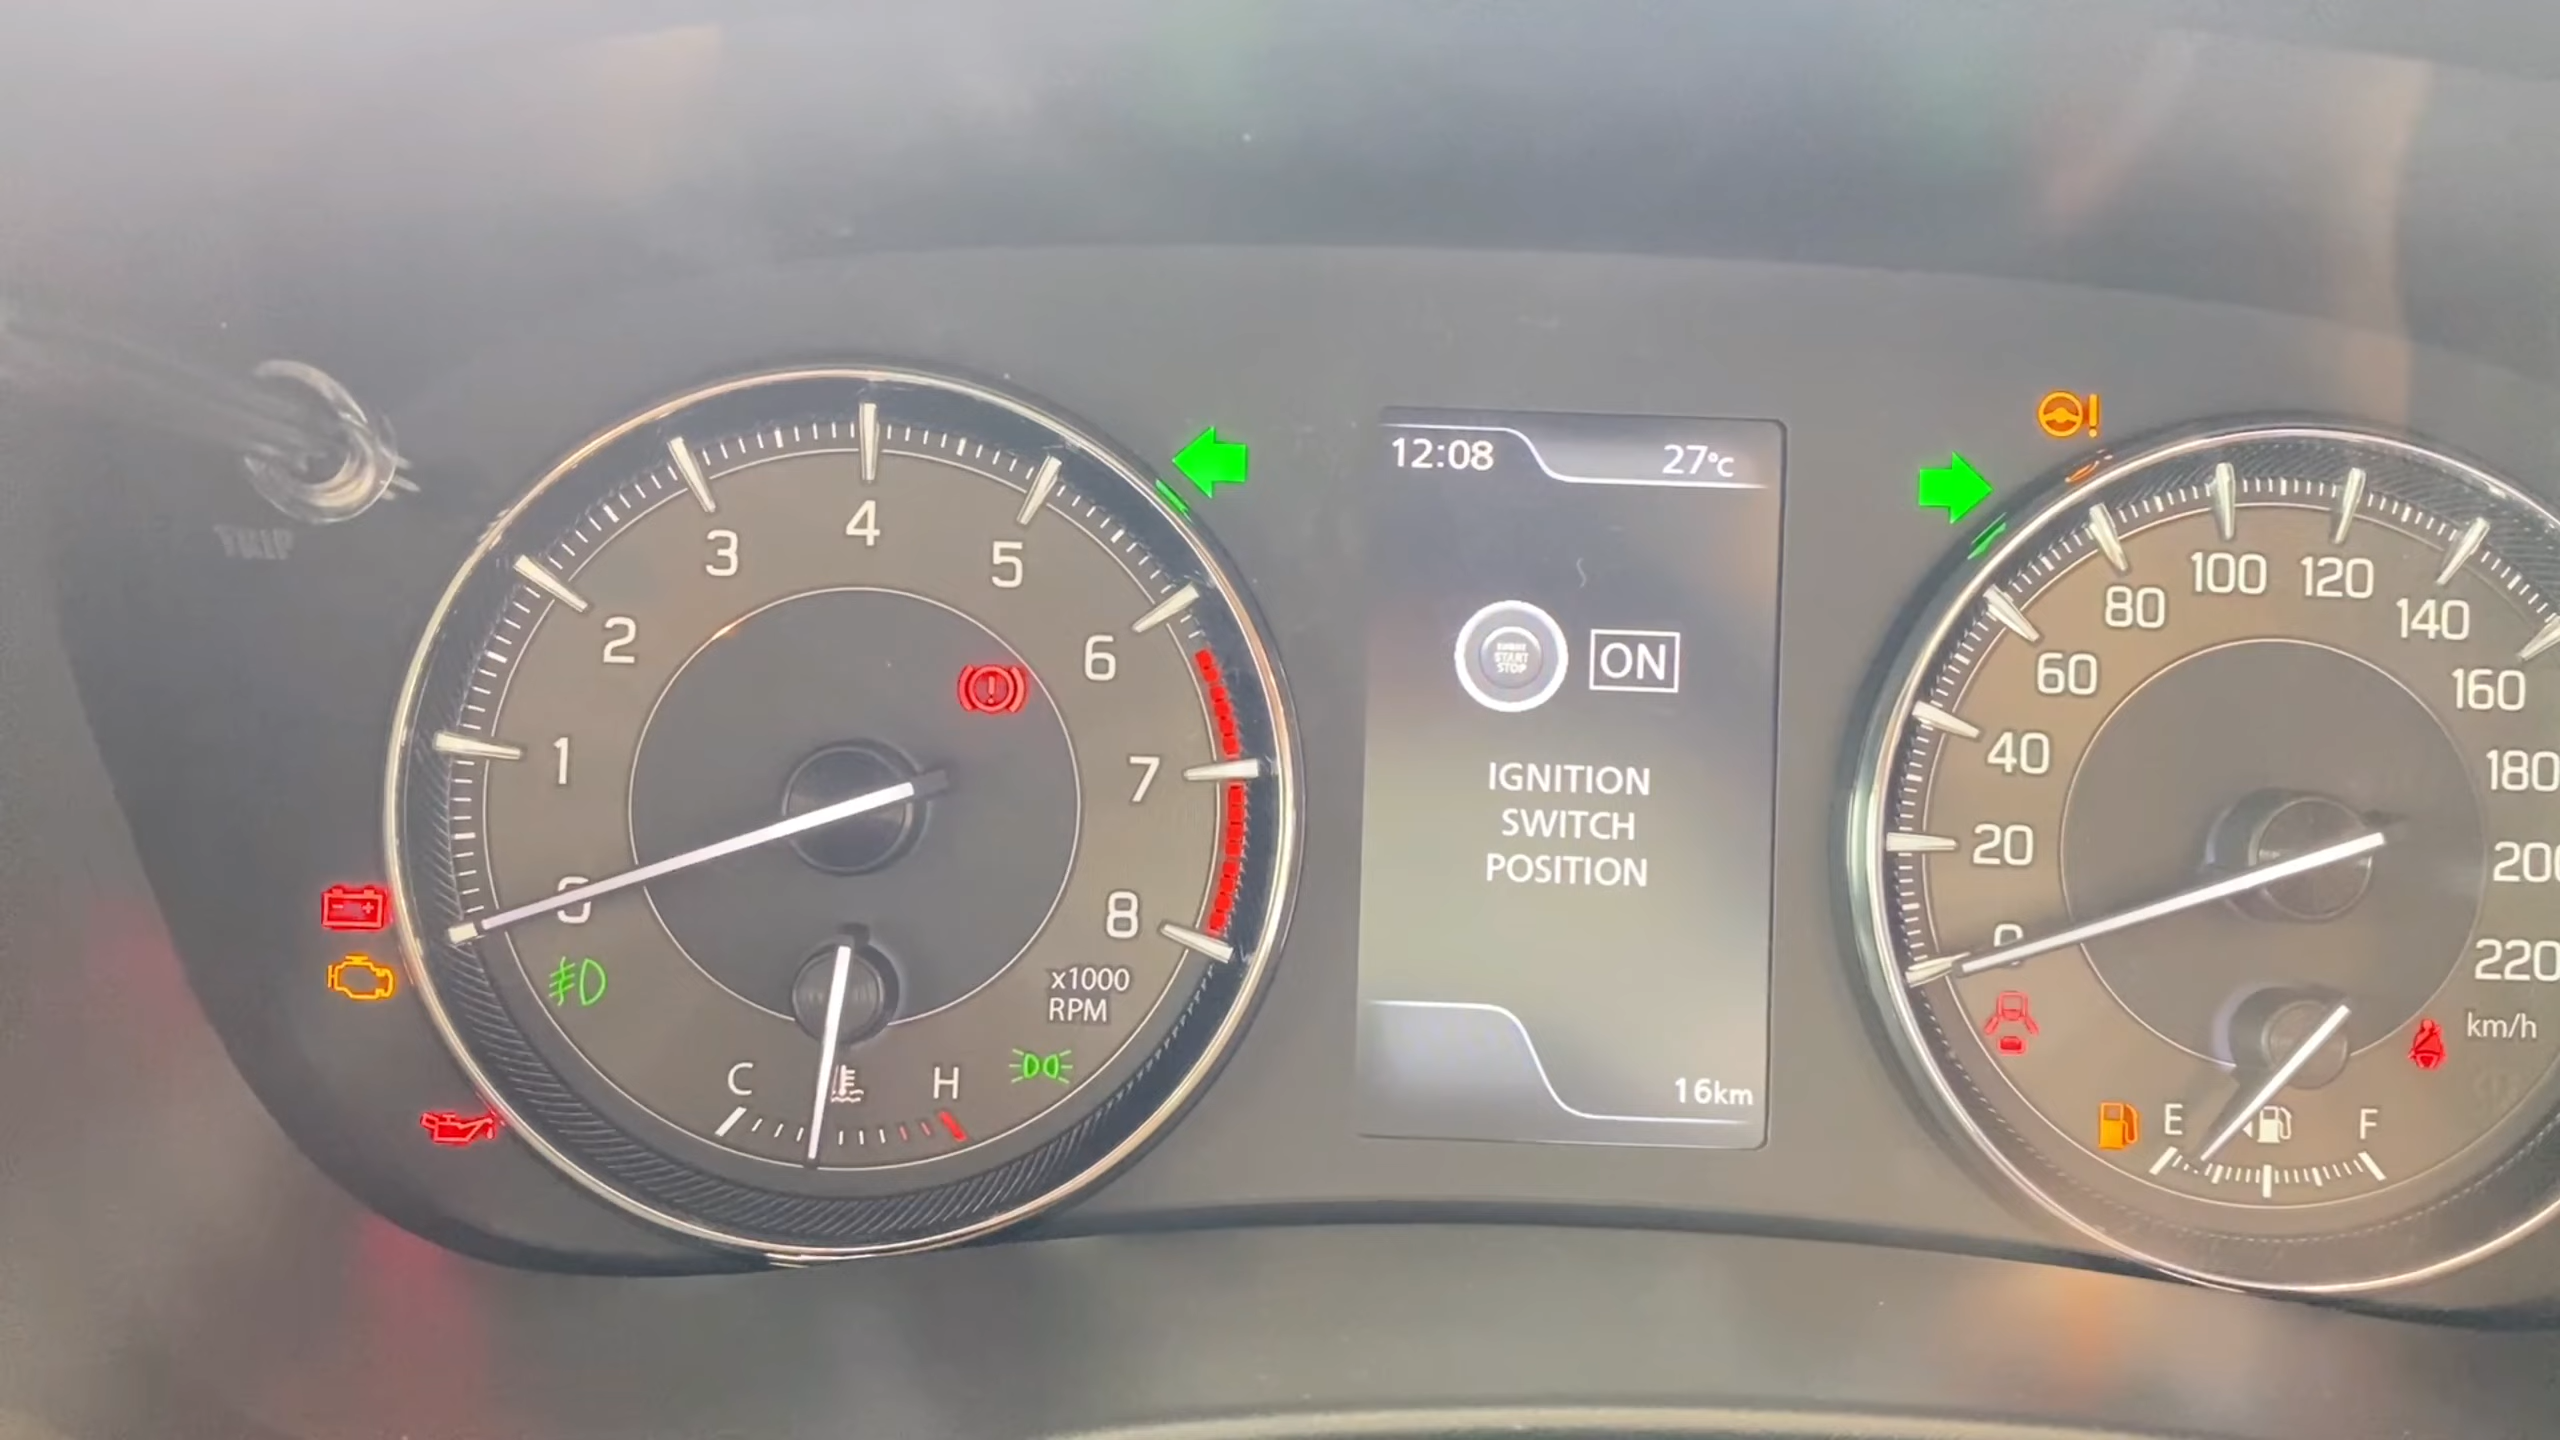 TRIP
0
1
2
3
4
5
6
7
8
x1000
RPM
C
H
12:08
27°C
ENGINE
START
STOP
ON
IGNITION
SWITCH
POSITION
16km
0
20
40
60
80
100
120
140
160
180
220
km/h
E
F